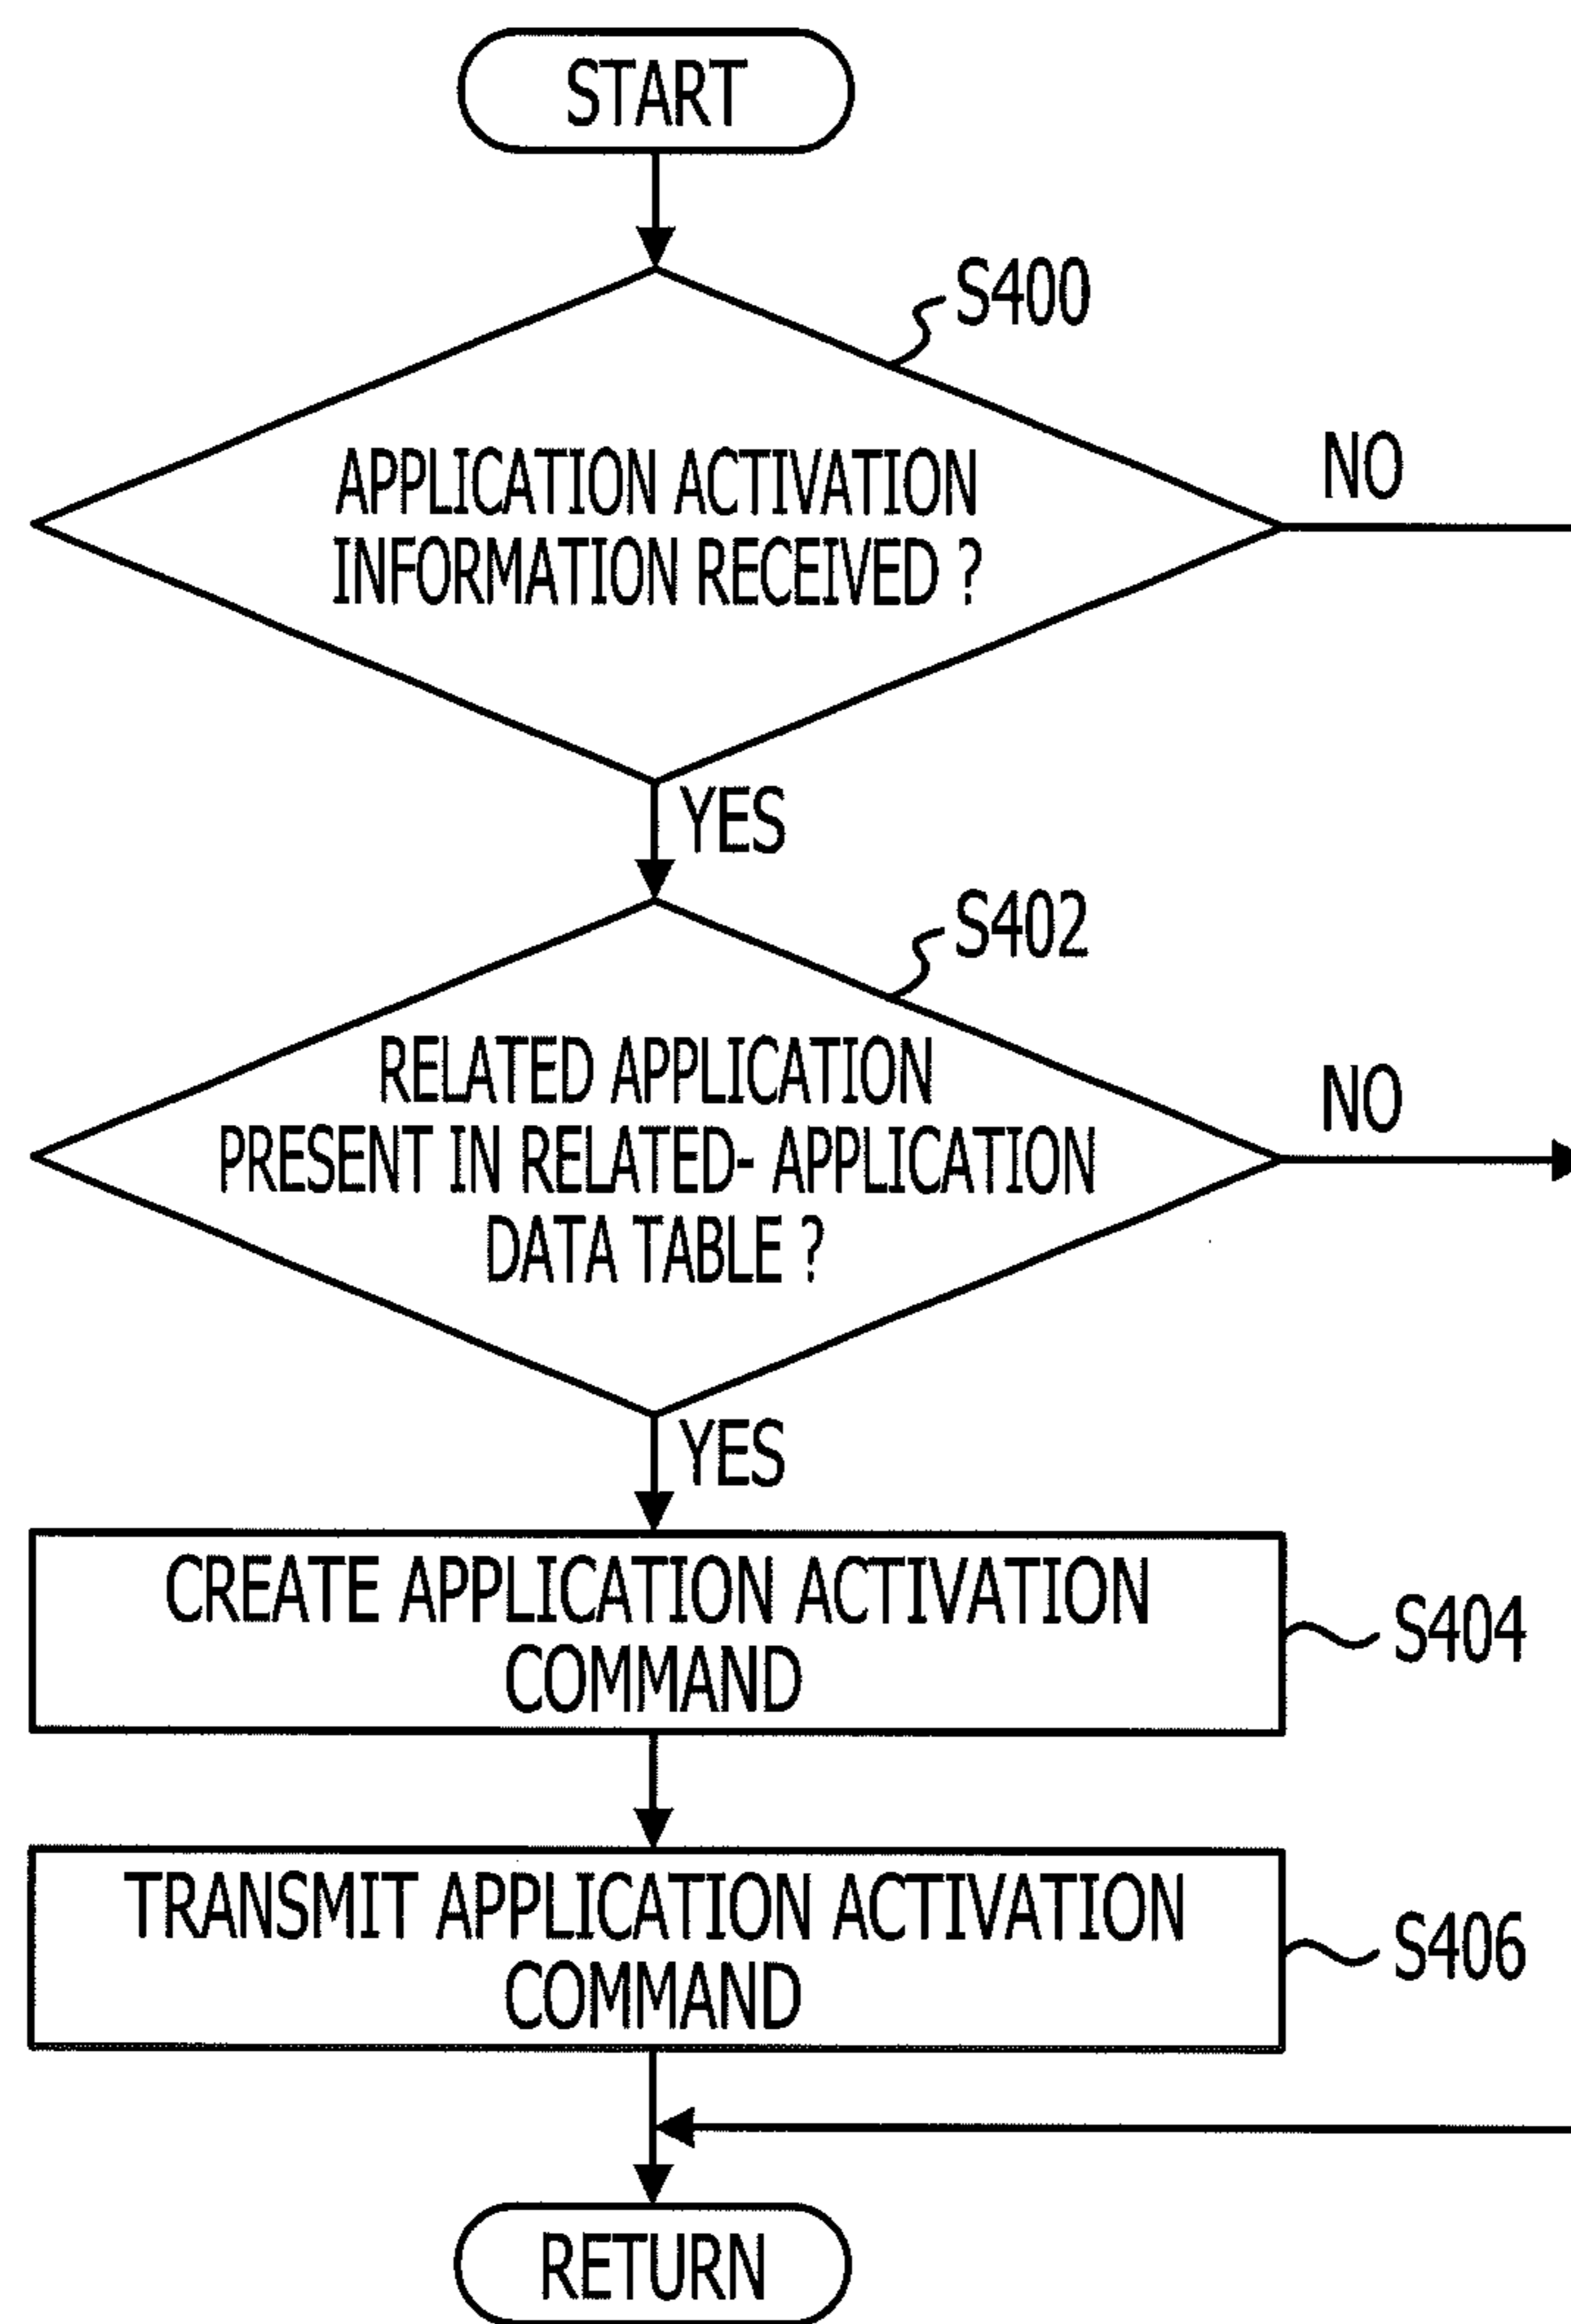 START
S400
APPLICATION ACTIVATION
INFORMATION RECEIVED ?
NO
YES
S402
RELATED APPLICATION
PRESENT IN RELATED- APPLICATION
DATA TABLE ?
NO
YES
CREATE APPLICATION ACTIVATION
COMMAND
S404
TRANSMIT APPLICATION ACTIVATION
COMMAND
S406
RETURN